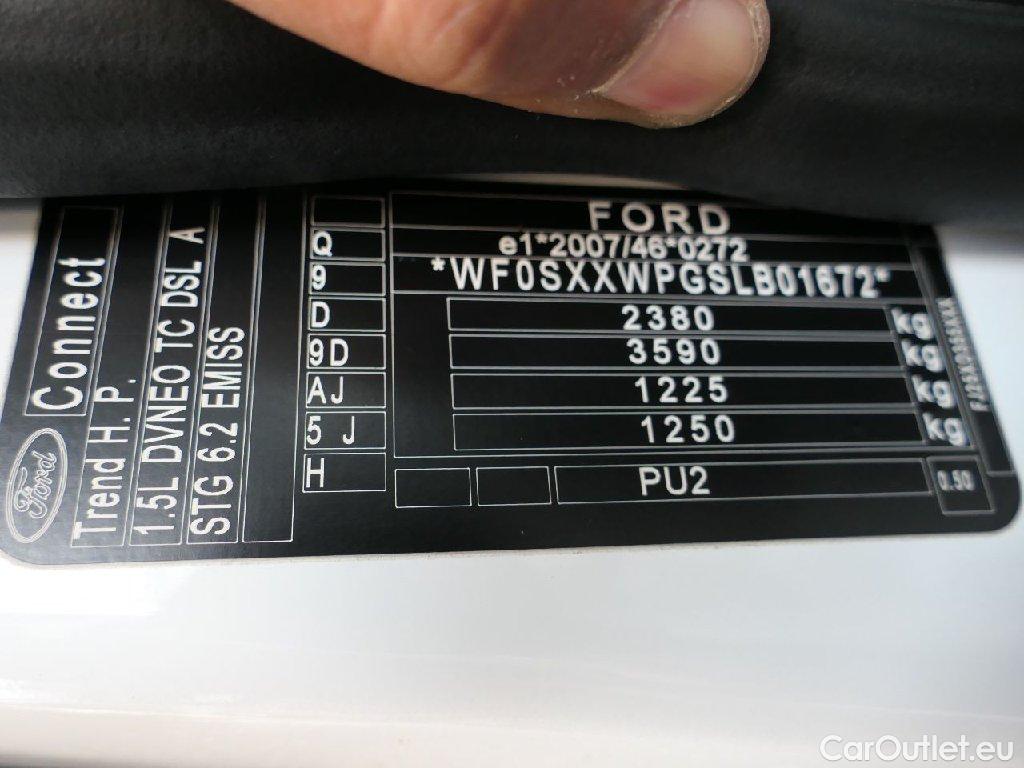 FORD
e1*2007/46*0272
*WF0SXXWPGSLB01672*
2380 kg
3590 kg
1225 kg
1250 kg
PU2 0.50
Q
9
D
9D
AJ
5 J
H
Connect
Trend H. P.
1.5L DVNEO TC DSL A
STG 6.2 EMISS
Ford
CarOutlet.eu